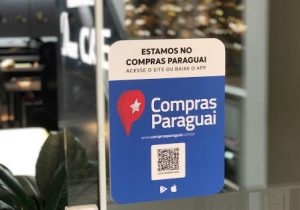 ESTAMOS NO
COMPRAS PARAGUAI
ACESSE O SITE OU BAIXE O APP
Compras
Paraguai
www.comprasparaguai.com.br